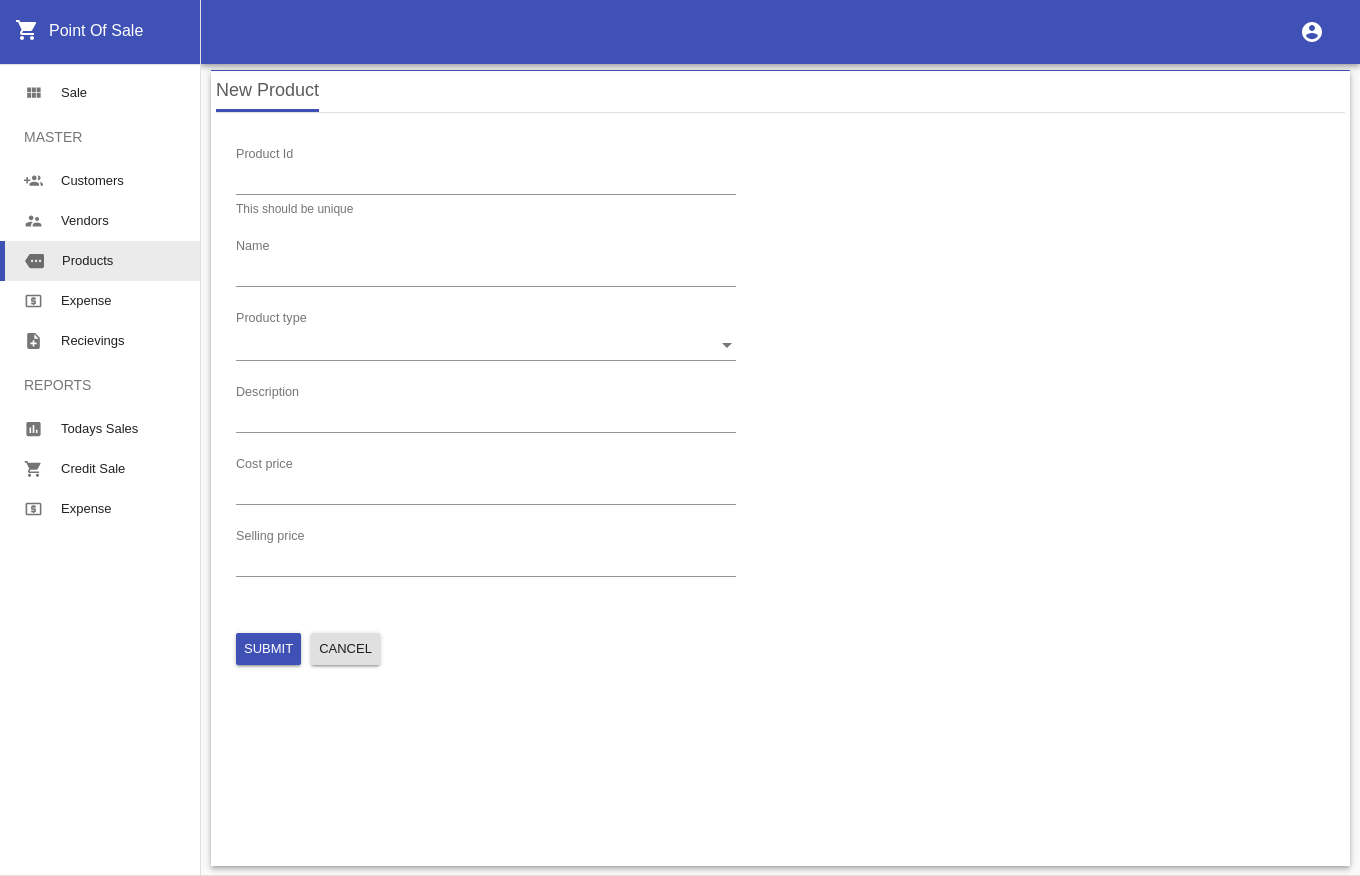 Point Of Sale
Sale
MASTER
Customers
Vendors
Products
Expense
Recievings
REPORTS
Todays Sales
Credit Sale
Expense
New Product
Product Id
This should be unique
Name
Product type
Description
Cost price
Selling price
SUBMIT CANCEL